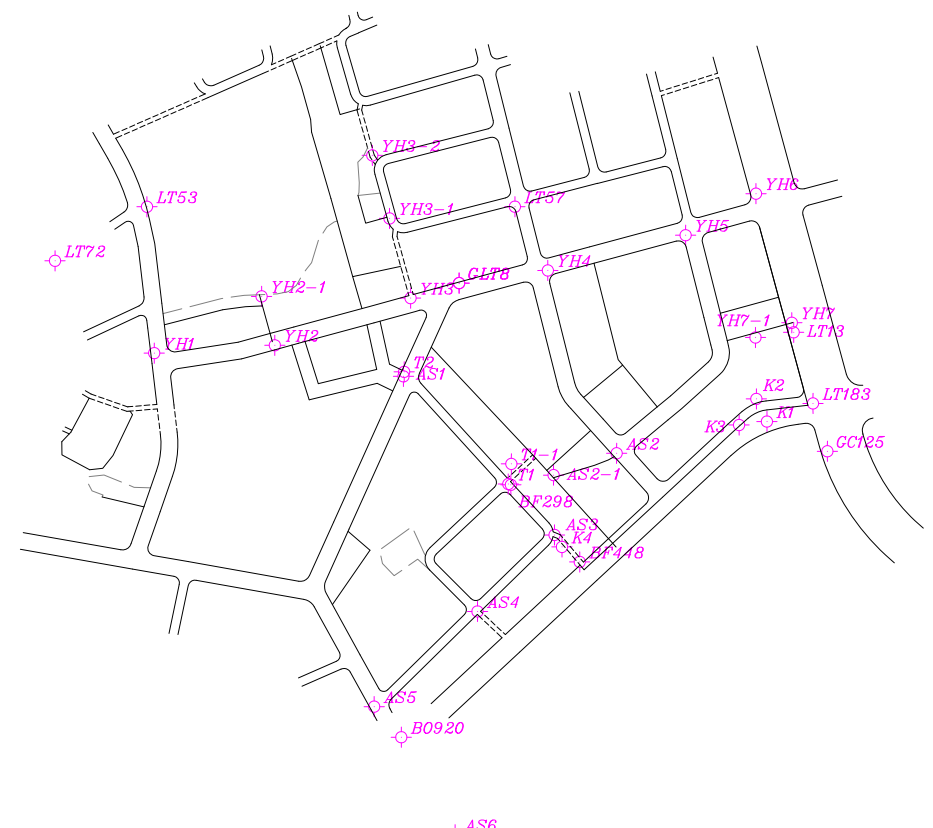 YH3-2
LT53
YH6
LT57
YH3-1
YH5
LT72
YH4
GLT8
YH2-1
YH3
YH7
YH7-1
LT13
YH2
YH1
T2
AS1
K2
LT183
K1
K3
AS2
GC125
T1-1
T1
AS2-1
BF298
AS3
K4
BF448
AS4
AS5
B0920
AS6